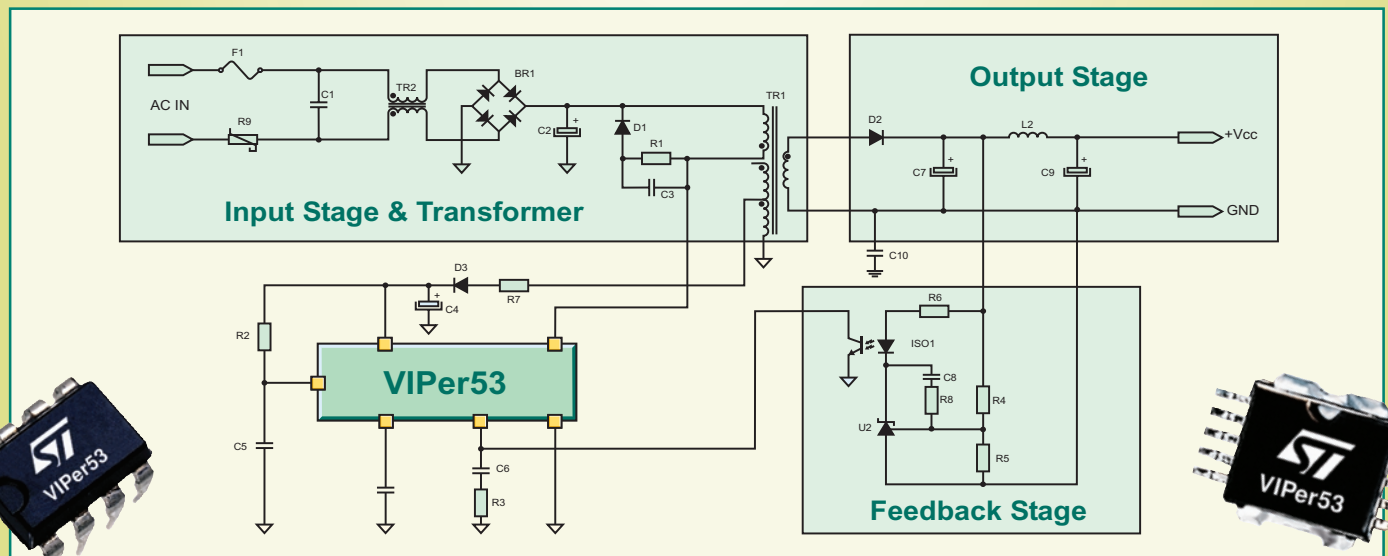 F1
BR1
TR1
C1
TR2
AC IN
R9
C2
+
D1
R1
C3
Input Stage & Transformer
Output Stage
D2
L2
+Vcc
C7
+
C9
+
GND
C10
D3
R7
+
C4
R2
VIPer53
C5
C6
R3
R6
ISO1
C8
R8
R4
U2
R5
Feedback Stage
ST
VIPer53
ST
VIPer53